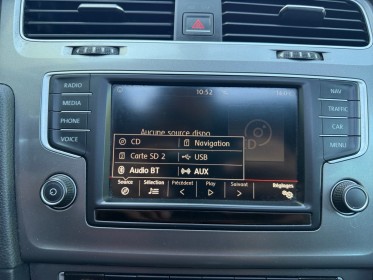 RADIO
MEDIA
PHONE
VOICE
NAV
TRAFFIC
CAR
MENU
10:52
Aucune source dispo
CD
Navigation
Carte SD 2
USB
Audio BT
AUX
Source
Sélection
Précédent
Play
Suivant
Réglages